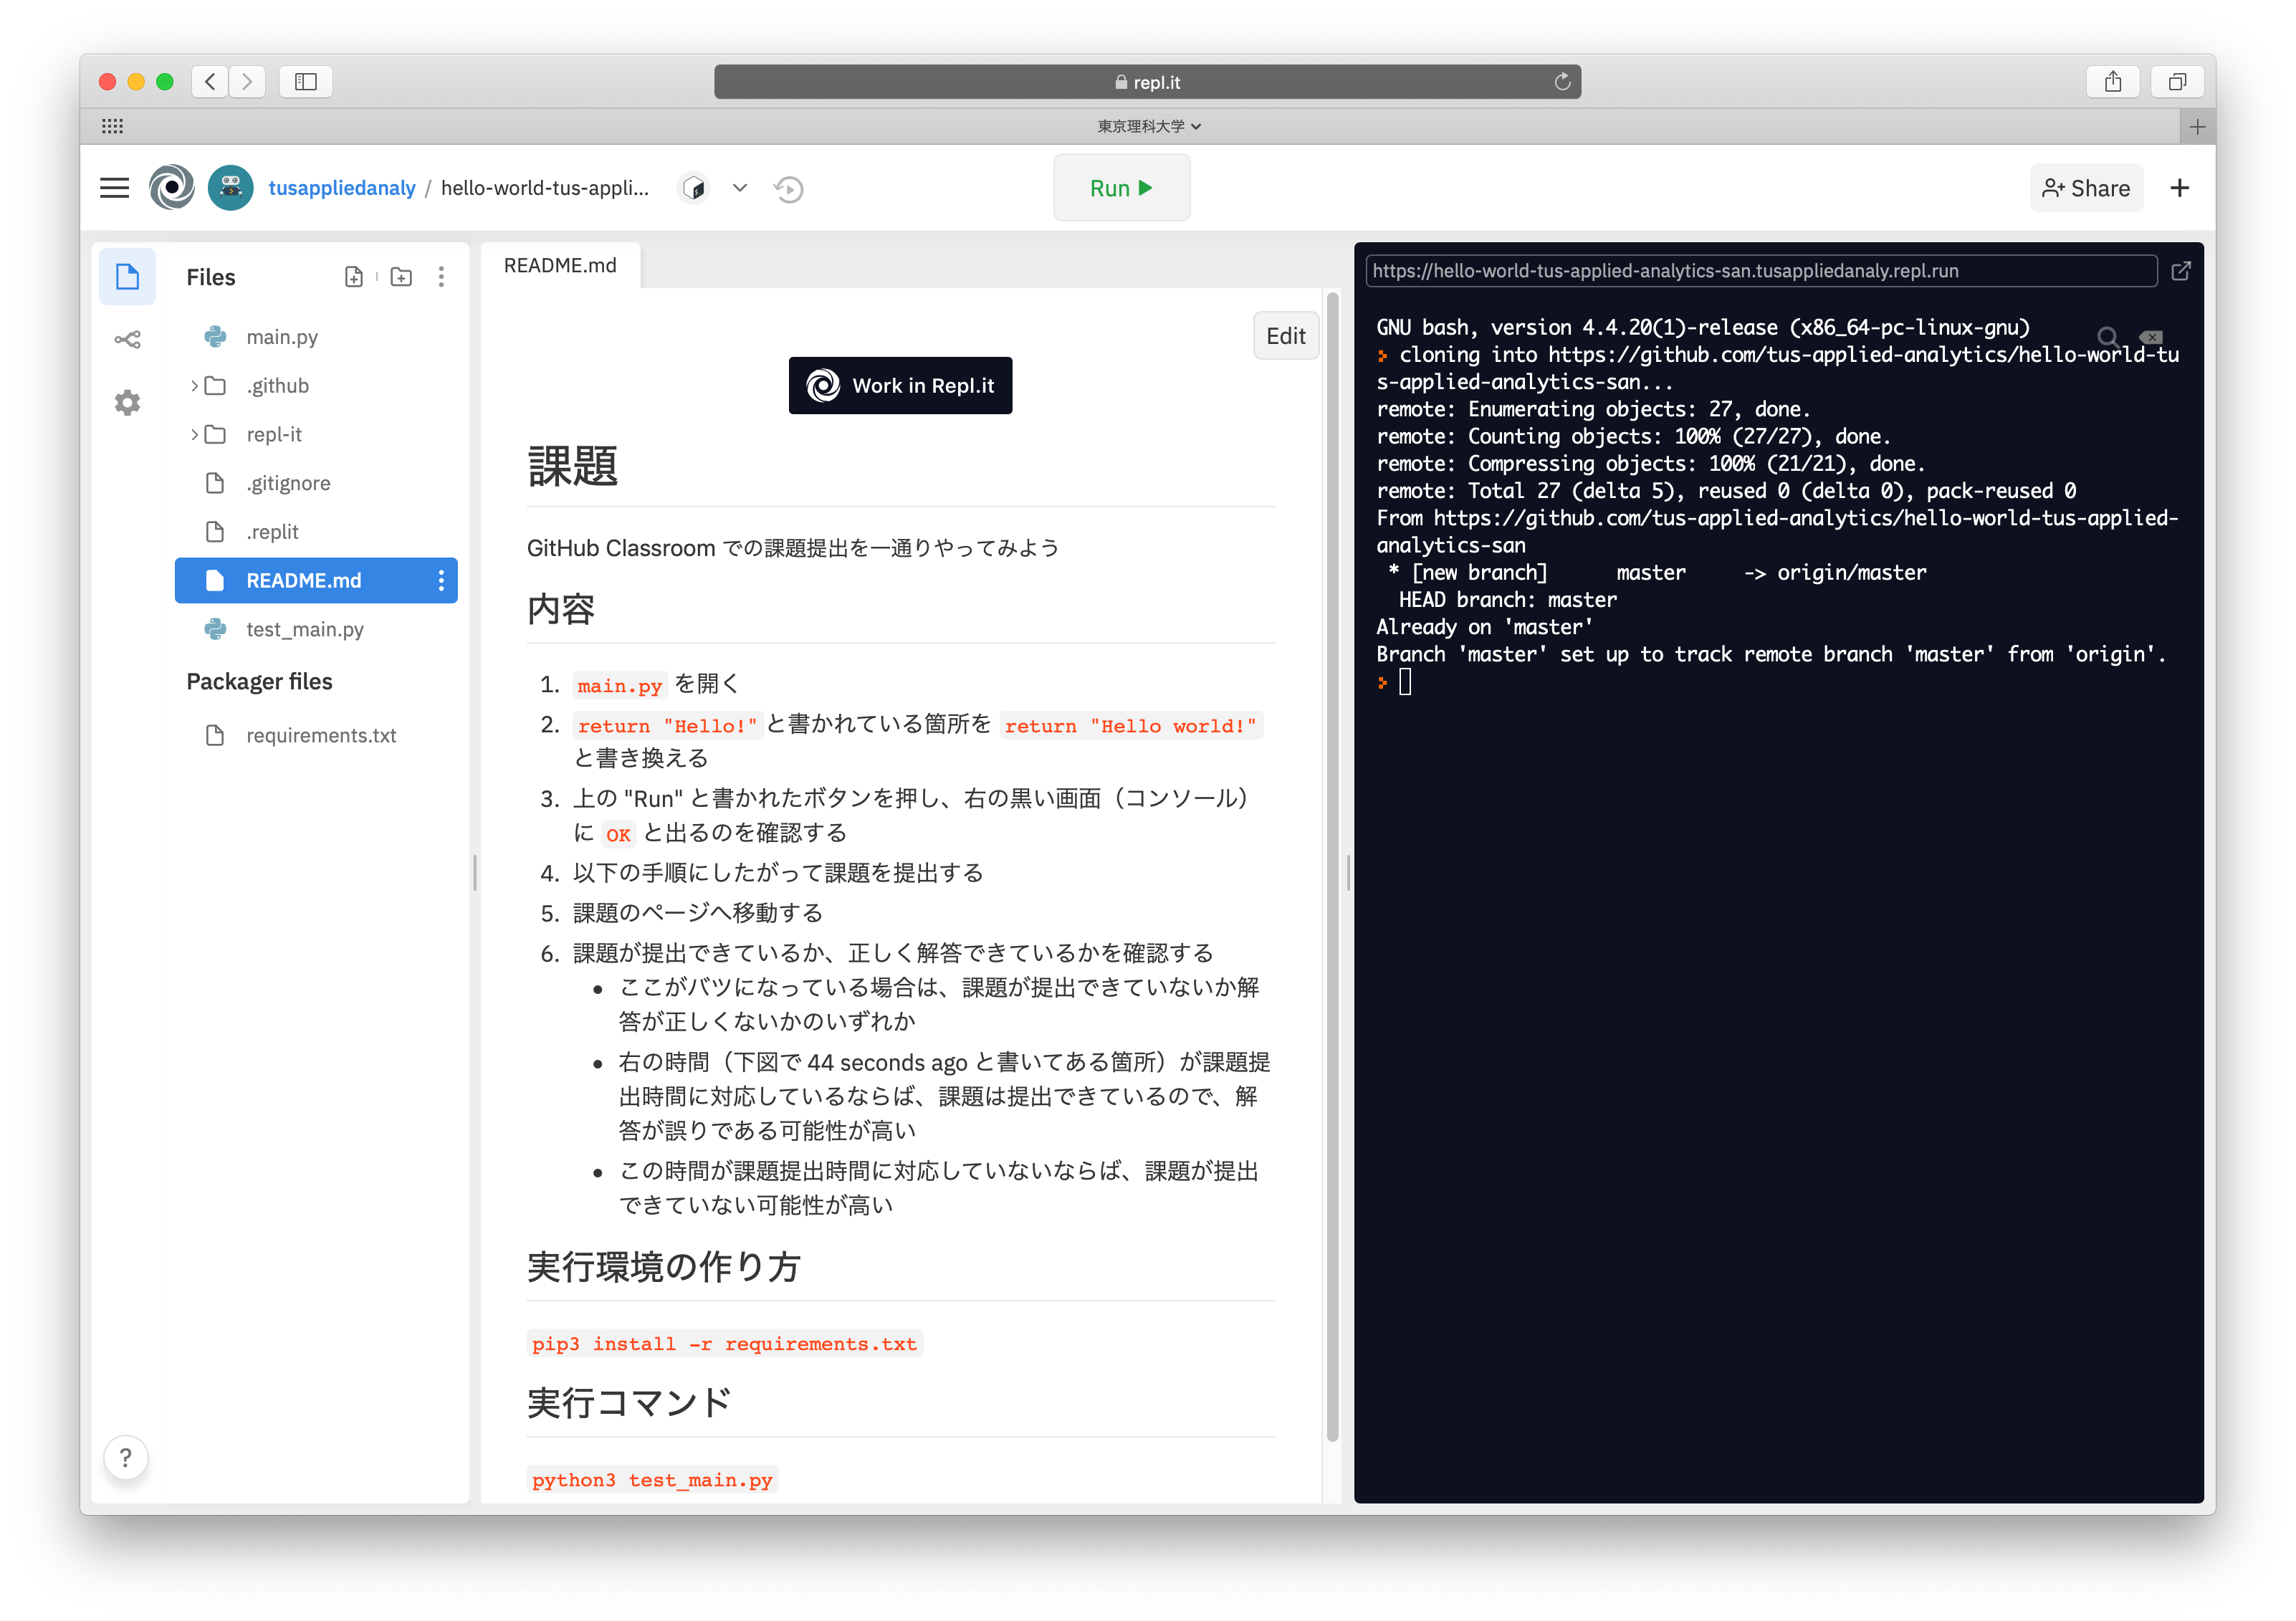 repl.it
東京理科大学
tusappliedanaly / hello-world-tus-appli...
Run
Share
Files
main.py
.github
repl-it
.gitignore
.replit
README.md
test_main.py
Packager files
requirements.txt
?
README.md
Edit
Work in Repl.it
課題
GitHub Classroom での課題提出を一通りやってみよう
内容
1. main.py を開く
2. return "Hello!" と書かれている箇所を return "Hello world!"
と書き換える
3. 上の "Run" と書かれたボタンを押し、右の黒い画面（コンソール）
に OK と出るのを確認する
4. 以下の手順にしたがって課題を提出する
5. 課題のページへ移動する
6. 課題が提出できているか、正しく解答できているかを確認する
• ここがバツになっている場合は、課題が提出できていないか解
答が正しくないかのいずれか
• 右の時間（下図で 44 seconds ago と書いてある箇所）が課題提
出時間に対応しているならば、課題は提出できているので、解
答が誤りである可能性が高い
• この時間が課題提出時間に対応していないならば、課題が提出
できていない可能性が高い
実行環境の作り方
pip3 install -r requirements.txt
実行コマンド
python3 test_main.py
https://hello-world-tus-applied-analytics-san.tusappliedanaly.repl.run
GNU bash, version 4.4.20(1)-release (x86_64-pc-linux-gnu)
cloning into https://github.com/tus-applied-analytics/hello-world-tu
s-applied-analytics-san...
remote: Enumerating objects: 27, done.
remote: Counting objects: 100% (27/27), done.
remote: Compressing objects: 100% (21/21), done.
remote: Total 27 (delta 5), reused 0 (delta 0), pack-reused 0
From https://github.com/tus-applied-analytics/hello-world-tus-applied-
analytics-san
* [new branch]      master     -> origin/master
HEAD branch: master
Already on 'master'
Branch 'master' set up to track remote branch 'master' from 'origin'.